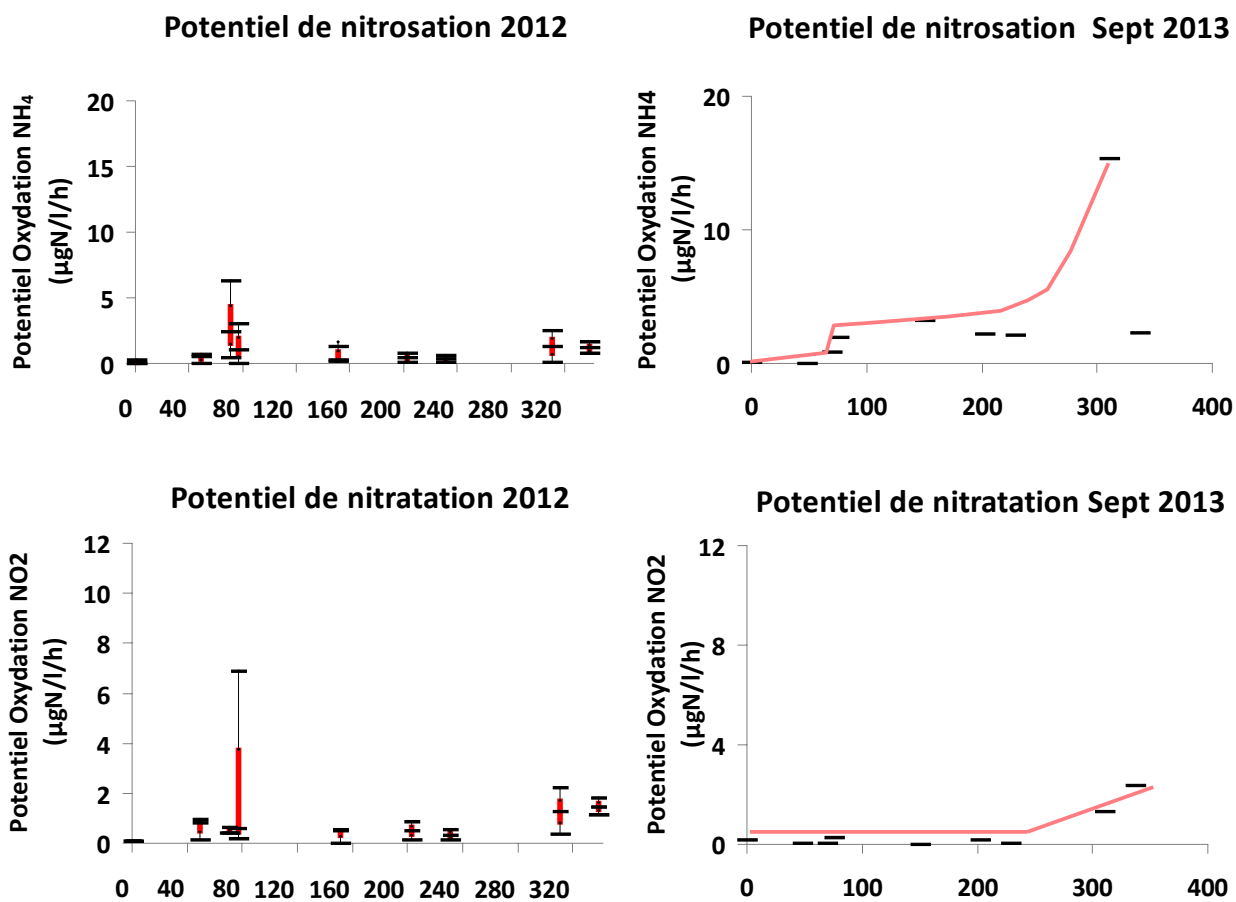 Potentiel de nitrosation 2012
Potentiel Oxydation NH₄
(µgN/l/h)
20
15
10
5
0
0 40 80 120 160 200 240 280 320
Potentiel de nitrosation Sept 2013
Potentiel Oxydation NH4
(µgN/l/h)
20
10
0
0 100 200 300 400
Potentiel de nitratation 2012
Potentiel Oxydation NO2
(µgN/l/h)
12
10
8
6
4
2
0
0 40 80 120 160 200 240 280 320
Potentiel de nitratation Sept 2013
Potentiel Oxydation NO2
(µgN/l/h)
12
8
4
0
0 100 200 300 400